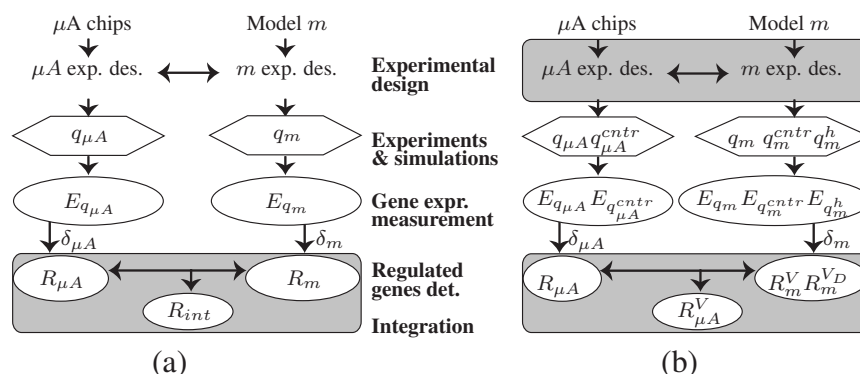 μA chips Model m
μA exp. des. m exp. des.
Experimental
design
q_{μA} q_m
Experiments
& simulations
E_{q_{μA}} E_{q_m}
Gene expr.
measurement
δ_{μA} δ_m
R_{μA} R_m
Regulated
genes det.
R_{int}
Integration
(a)
μA chips Model m
μA exp. des. m exp. des.
q_{μA} q_{μA}^{cntr} q_m q_m^{cntr} q_m^h
E_{q_{μA}} E_{q_{μA}^{cntr}} E_{q_m} E_{q_m^{cntr}} E_{q_m^h}
δ_{μA} δ_m
R_{μA} R_m^V R_m^{V_D}
R_{μA}^V
(b)